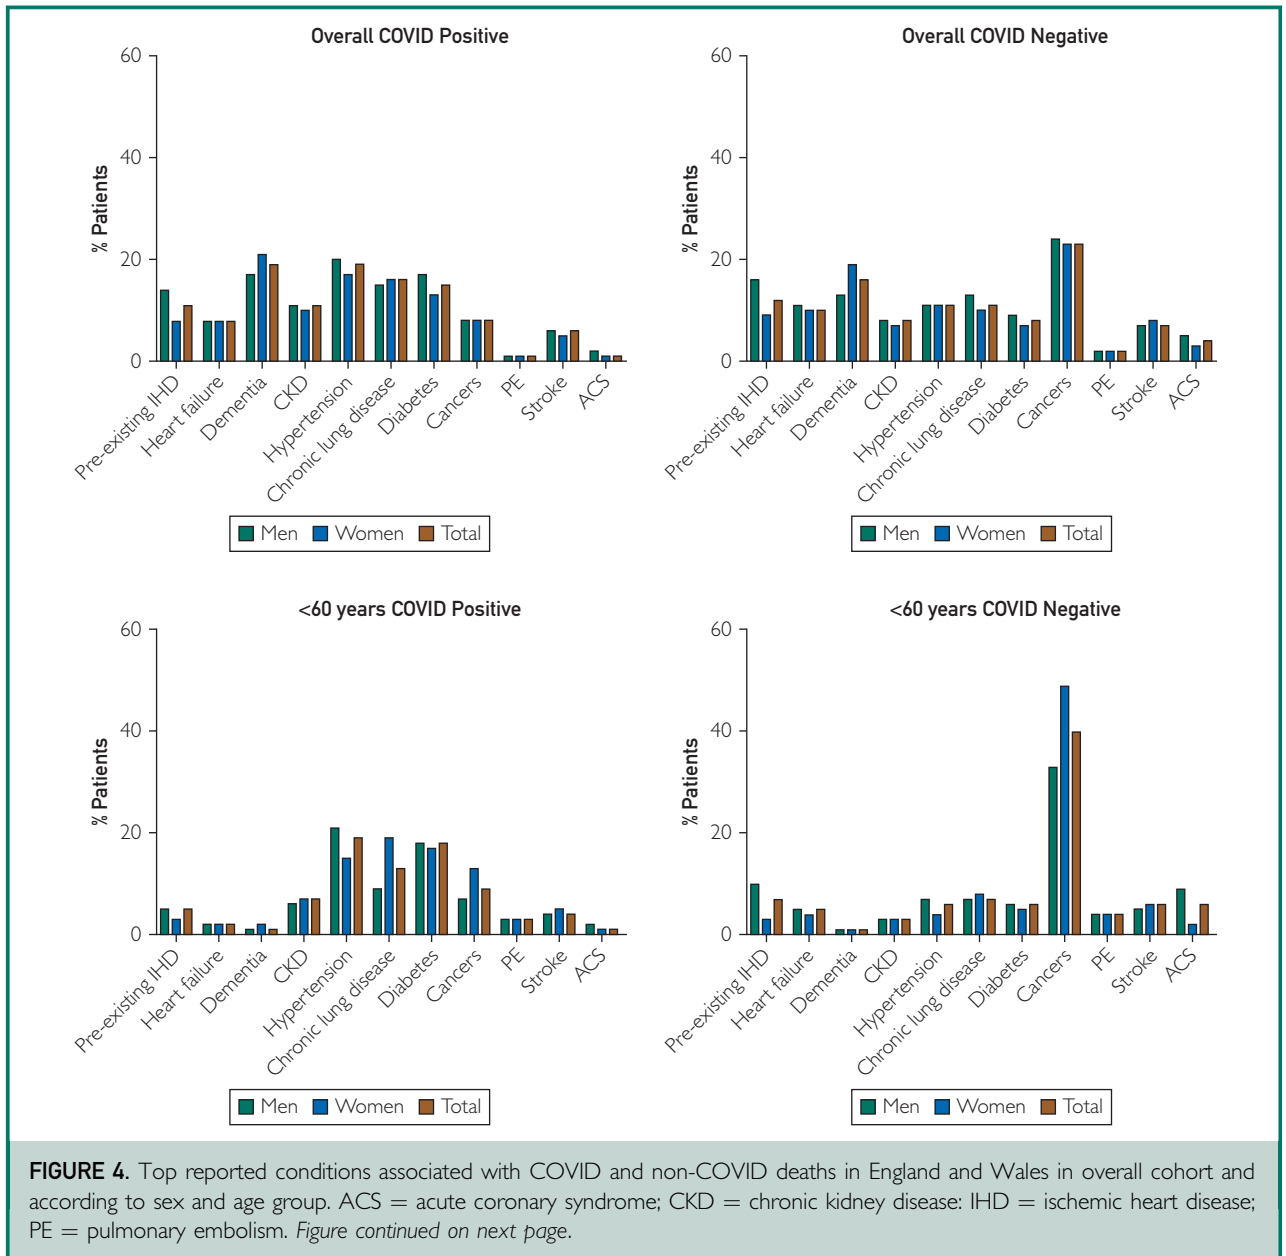 Overall COVID Positive
60
40
20
0
% Patients
Pre-existing IHD
Heart failure
Dementia
CKD
Hypertension
Chronic lung disease
Diabetes
Cancers
PE
Stroke
ACS
Men Women Total
Overall COVID Negative
60
40
20
0
% Patients
Pre-existing IHD
Heart failure
Dementia
CKD
Hypertension
Chronic lung disease
Diabetes
Cancers
PE
Stroke
ACS
Men Women Total
<60 years COVID Positive
60
40
20
0
% Patients
Pre-existing IHD
Heart failure
Dementia
CKD
Hypertension
Chronic lung disease
Diabetes
Cancers
PE
Stroke
ACS
Men Women Total
<60 years COVID Negative
60
40
20
0
% Patients
Pre-existing IHD
Heart failure
Dementia
CKD
Hypertension
Chronic lung disease
Diabetes
Cancers
PE
Stroke
ACS
Men Women Total
FIGURE 4. Top reported conditions associated with COVID and non-COVID deaths in England and Wales in overall cohort and
according to sex and age group. ACS = acute coronary syndrome; CKD = chronic kidney disease: IHD = ischemic heart disease;
PE = pulmonary embolism. Figure continued on next page.